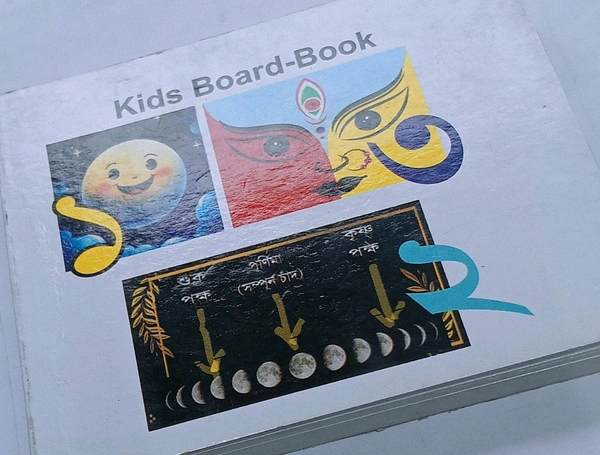 Kids Board-Book
১
৩
শুক্ল পক্ষ
পূর্ণিমা
(সম্পূর্ন চাঁদ)
কৃষ্ণ পক্ষ
২